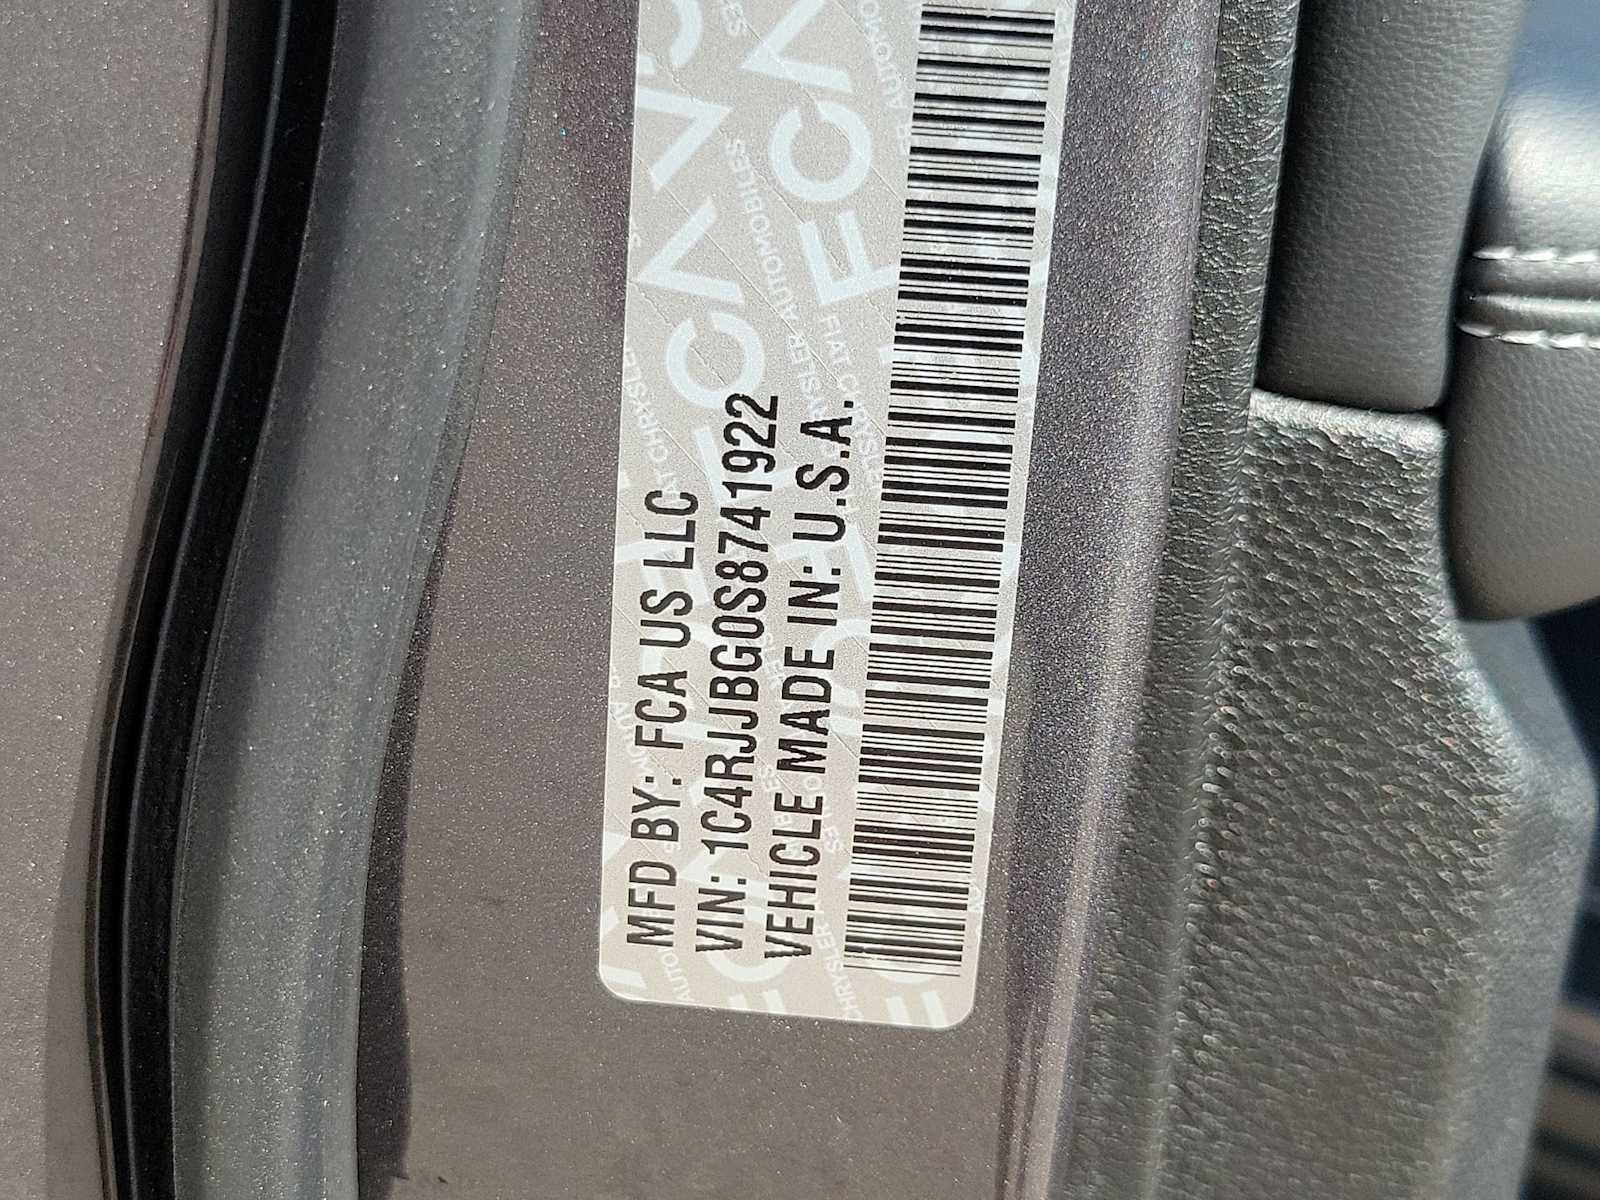 MFD BY: FCA US LLC
VIN: 1C4RJJBG0S8741922
VEHICLE MADE IN: U.S.A.